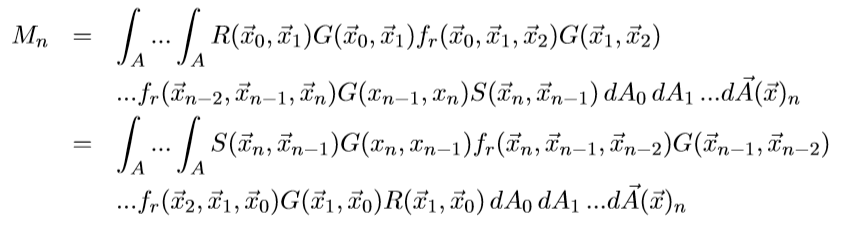 M_n = ∫_A ... ∫_A R(x⃗_0, x⃗_1)G(x⃗_0, x⃗_1)f_r(x⃗_0, x⃗_1, x⃗_2)G(x⃗_1, x⃗_2)
...f_r(x⃗_{n−2}, x⃗_{n−1}, x⃗_n)G(x_{n−1}, x_n)S(x⃗_n, x⃗_{n−1}) dA_0 dA_1 ...dA⃗(x⃗)_n
= ∫_A ... ∫_A S(x⃗_n, x⃗_{n−1})G(x_n, x_{n−1})f_r(x⃗_n, x⃗_{n−1}, x⃗_{n−2})G(x⃗_{n−1}, x⃗_{n−2})
...f_r(x⃗_2, x⃗_1, x⃗_0)G(x⃗_1, x⃗_0)R(x⃗_1, x⃗_0) dA_0 dA_1 ...dA⃗(x⃗)_n